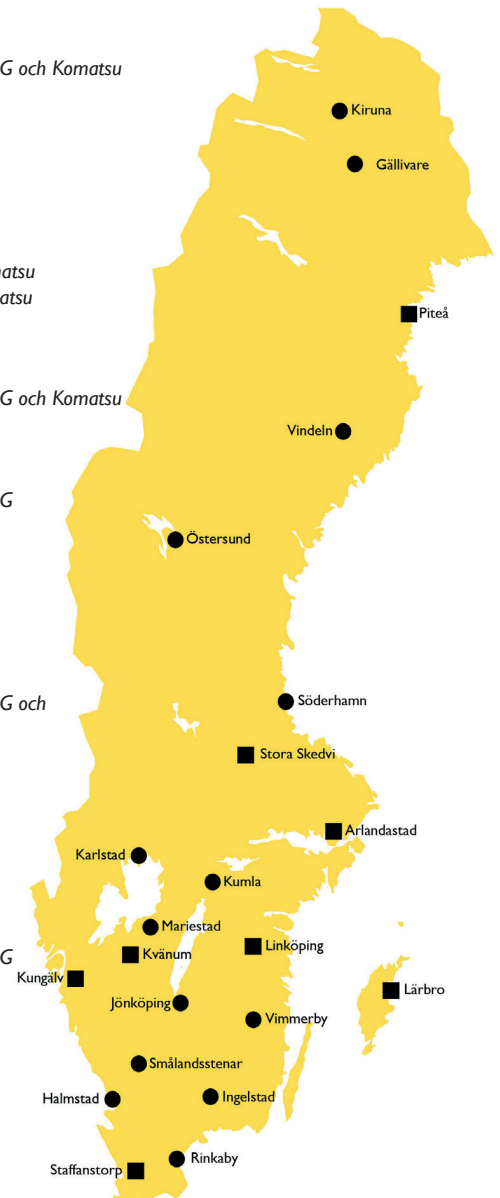 G och Komatsu
Kiruna
Gällivare
matsu
atsu
Piteå
G och Komatsu
Vindeln
G
Östersund
G och
Söderhamn
Stora Skedvi
Arlandastad
Karlstad
Kumla
Mariestad
Linköping
Kvänum
G
Kungälv
Lärbro
Jönköping
Vimmerby
Smålandsstenar
Halmstad
Ingelstad
Rinkaby
Staffanstorp